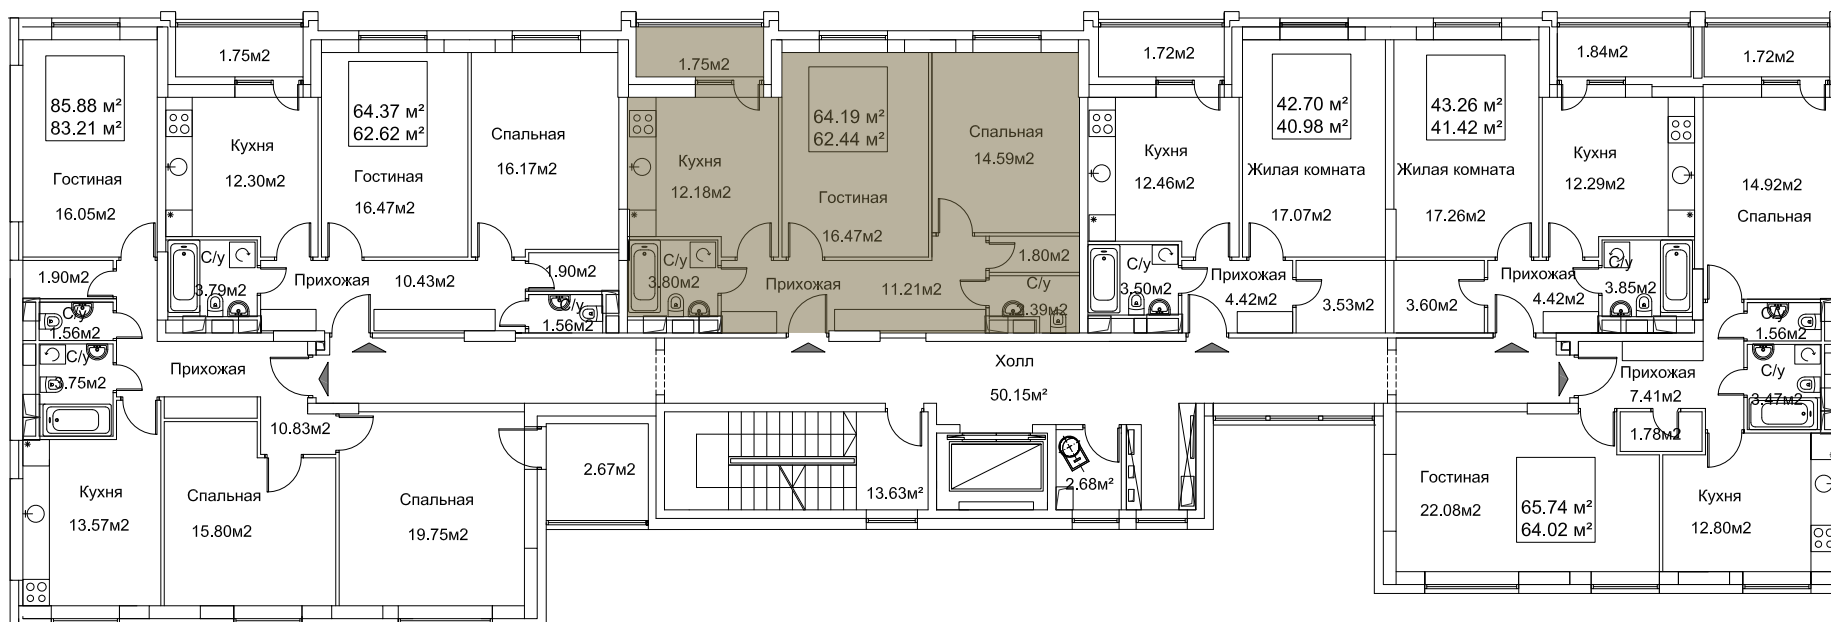 1.75м2
1.75м2
1.72м2
1.84м2
1.72м2
85.88 м²
83.21 м²
64.37 м²
62.62 м²
64.19 м²
62.44 м²
42.70 м²
40.98 м²
43.26 м²
41.42 м²
Гостиная
16.05м2
Кухня
12.30м2
Гостиная
16.47м2
Спальная
16.17м2
Кухня
12.18м2
Гостиная
16.47м2
Спальная
14.59м2
Кухня
12.46м2
Жилая комната
17.07м2
Жилая комната
17.26м2
Кухня
12.29м2
14.92м2
Спальная
1.90м2
С/у
3.79м2
Прихожая
10.43м2
1.90м2
С/у
1.56м2
С/у
3.80м2
Прихожая
11.21м2
1.80м2
С/у
.39м2
С/у
3.50м2
Прихожая
4.42м2
3.53м2
3.60м2
Прихожая
4.42м2
С/у
3.85м2
С/у
1.56м2
С/у
.75м2
Прихожая
10.83м2
Холл
50.15м²
1.56м2
С/у
3.47м2
Прихожая
7.41м2
1.78м2
Кухня
13.57м2
Спальная
15.80м2
Спальная
19.75м2
2.67м2
13.63м²
2.68м²
Гостиная
22.08м2
65.74 м²
64.02 м²
Кухня
12.80м2